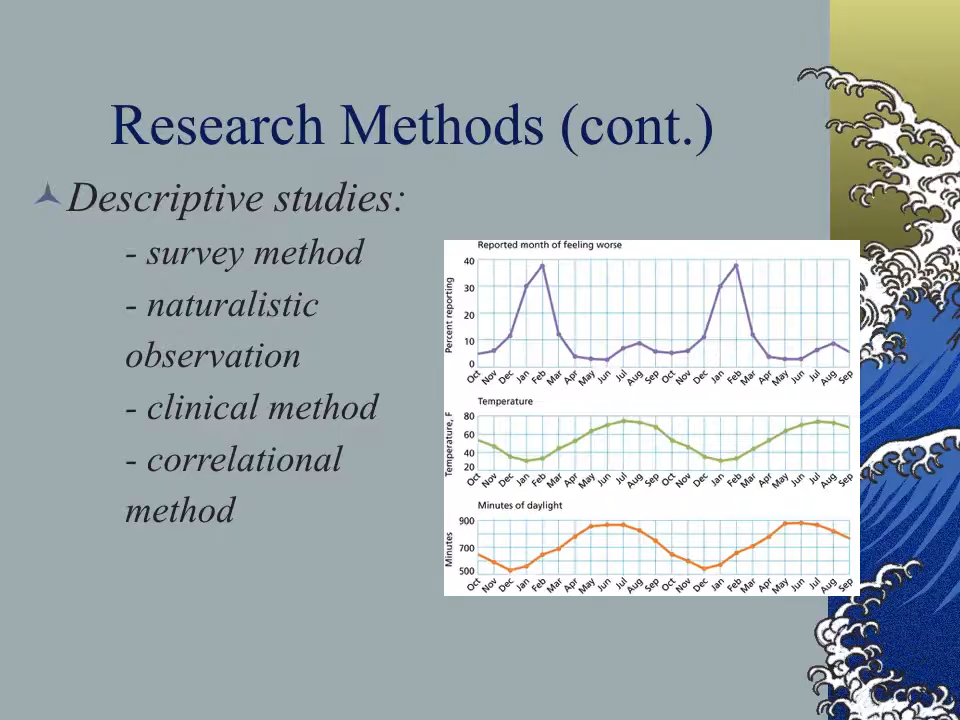 Research Methods (cont.)
Descriptive studies:
- survey method
- naturalistic
observation
- clinical method
- correlational
method
Reported month of feeling worse
Percent reporting
40
30
20
10
0
Oct Nov Dec Jan Feb Mar Apr May Jun Jul Aug Sep Oct Nov Dec Jan Feb Mar Apr May Jun Jul Aug Sep
Temperature
Temperature, F
80
60
40
20
Oct Nov Dec Jan Feb Mar Apr May Jun Jul Aug Sep Oct Nov Dec Jan Feb Mar Apr May Jun Jul Aug Sep
Minutes of daylight
Minutes
900
700
500
Oct Nov Dec Jan Feb Mar Apr May Jun Jul Aug Sep Oct Nov Dec Jan Feb Mar Apr May Jun Jul Aug Sep